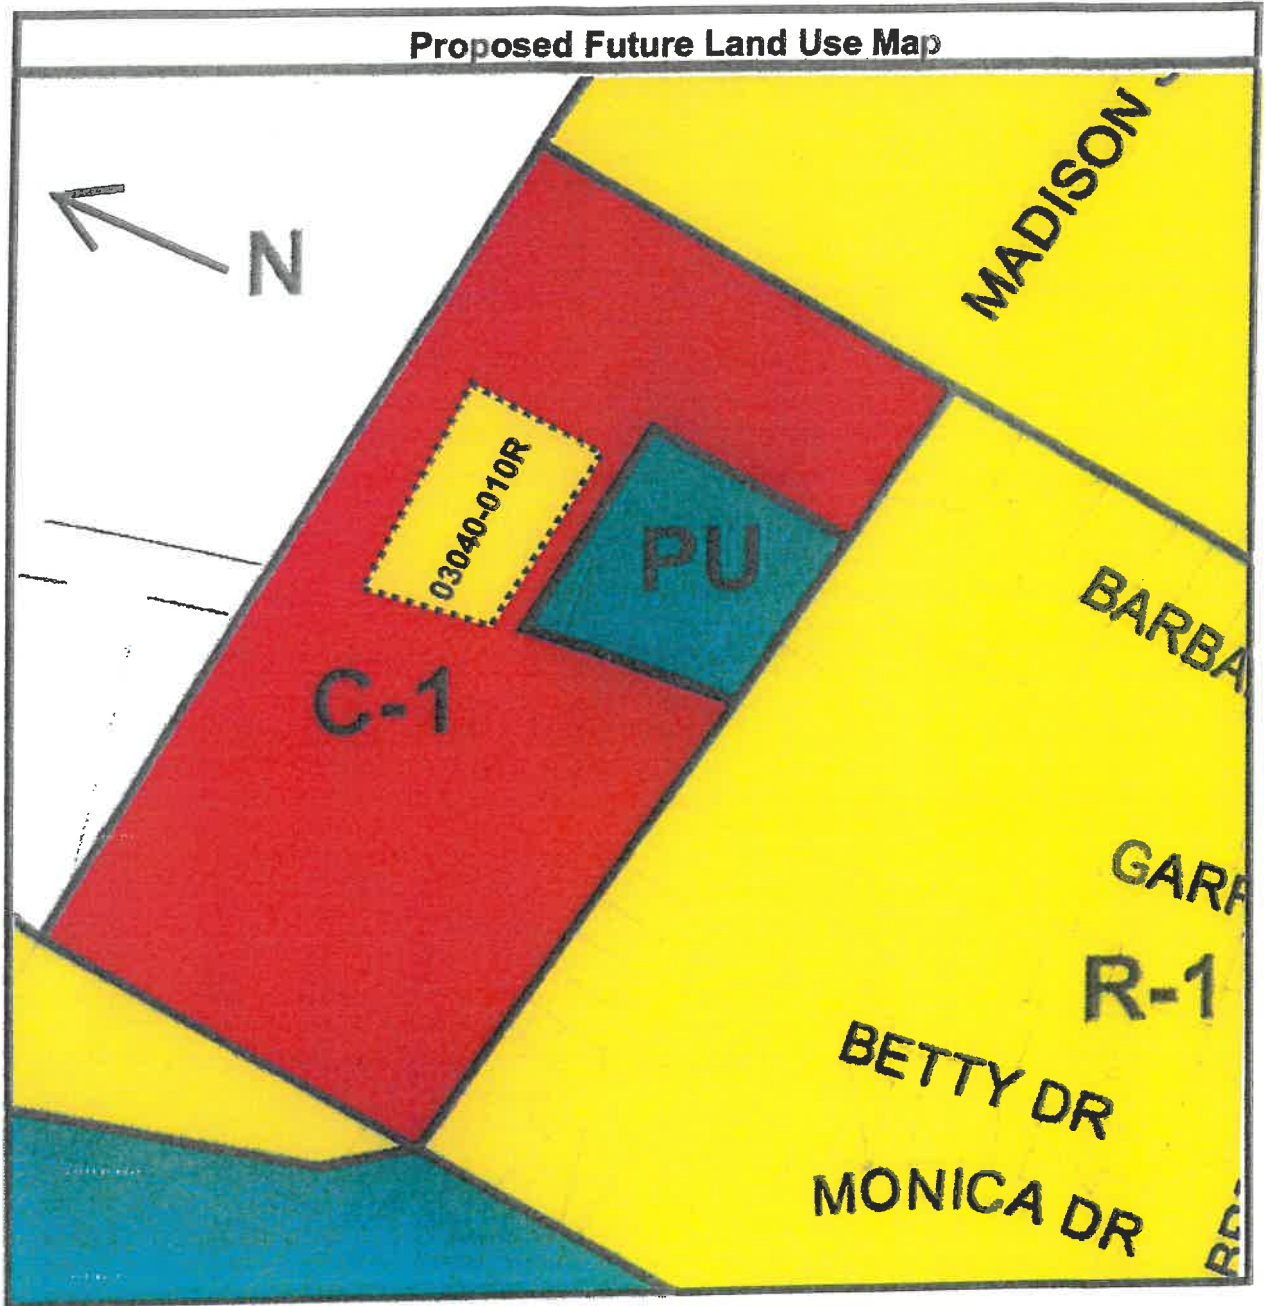 Proposed Future Land Use Map
MADISON
N
03040-010R
PU
BARBA
C-1
GARF
R-1
BETTY DR
MONICA DR